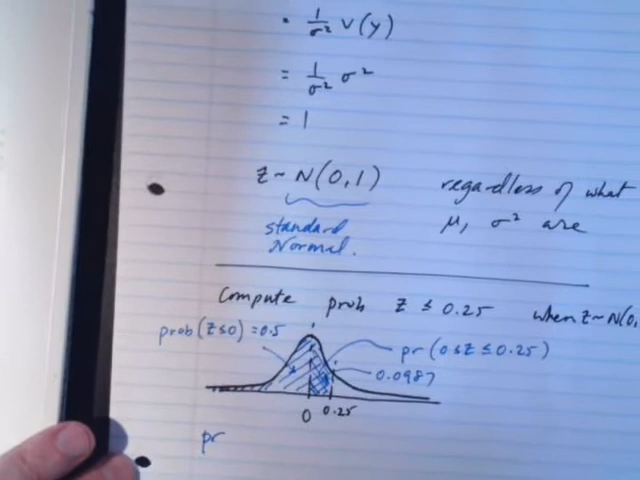 · 1/σ² V(y)
= 1/σ² σ²
= 1
z ~ N(0,1) regardless of what
μ, σ² are
standard
Normal.
Compute prob z ≤ 0.25 when z~N(0,
prob(z≤0) = 0.5
pr (0≤z≤0.25)
0.0987
0 0.25
pr